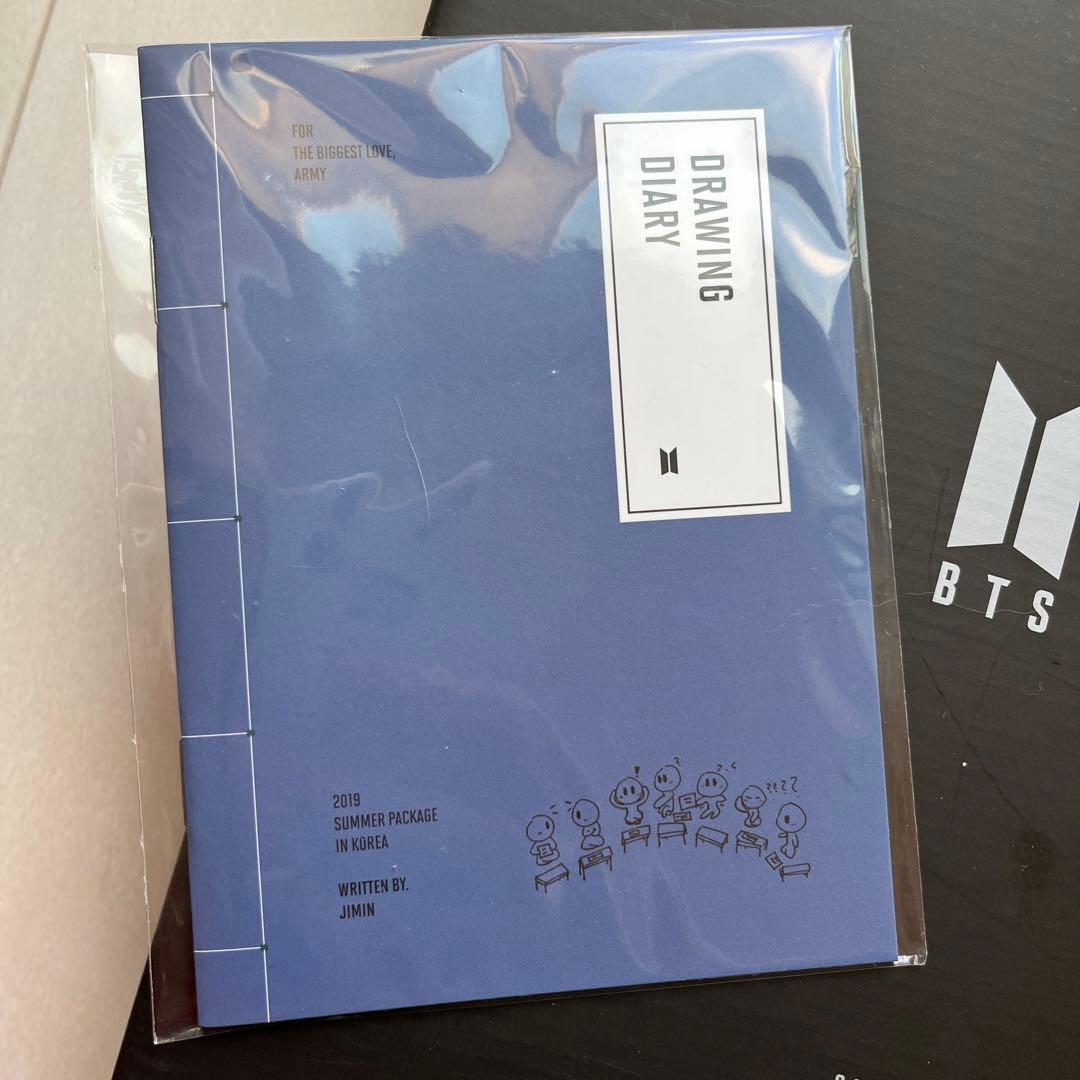 FOR
THE BIGGEST LOVE,
ARMY
DRAWING
DIARY
2019
SUMMER PACKAGE
IN KOREA
WRITTEN BY.
JIMIN
BTS